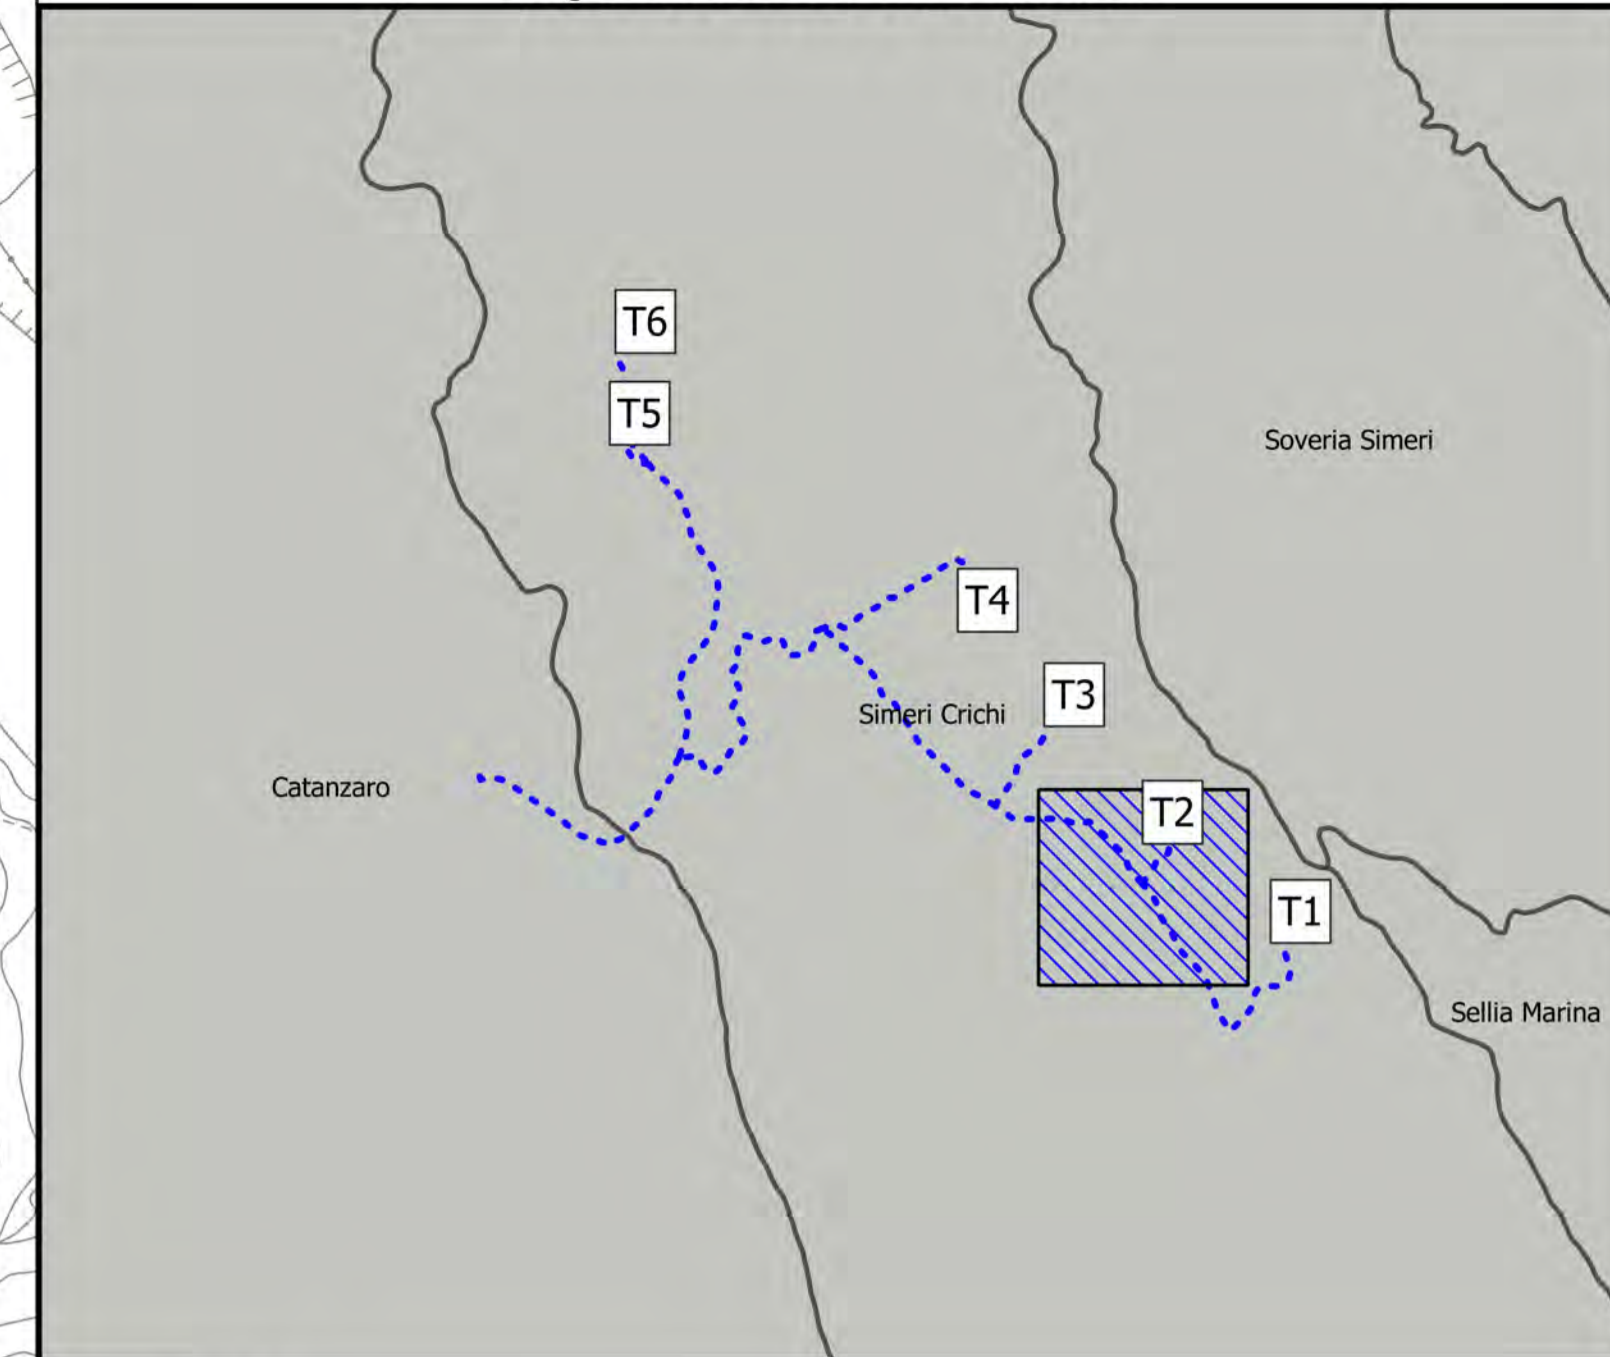 T6
T5
Soveria Simeri
T4
T3
Simeri Crichi
Catanzaro
T2
T1
Sellia Marina